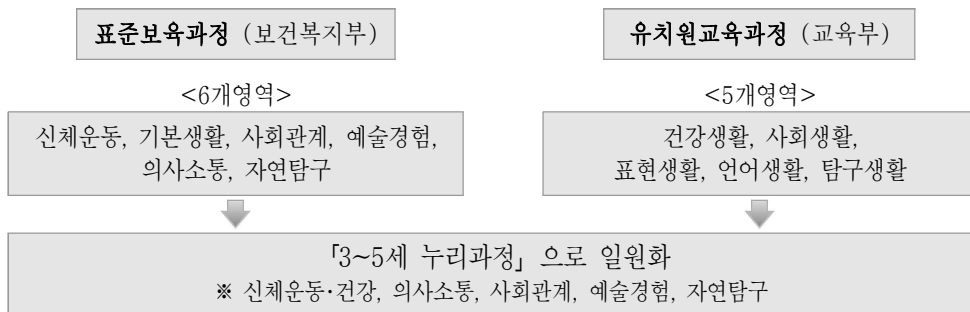 표준보육과정 (보건복지부)
유치원교육과정 (교육부)
<6개영역>
<5개영역>
신체운동, 기본생활, 사회관계, 예술경험,
의사소통, 자연탐구
건강생활, 사회생활,
표현생활, 언어생활, 탐구생활
「3~5세 누리과정」 으로 일원화
※ 신체운동·건강, 의사소통, 사회관계, 예술경험, 자연탐구